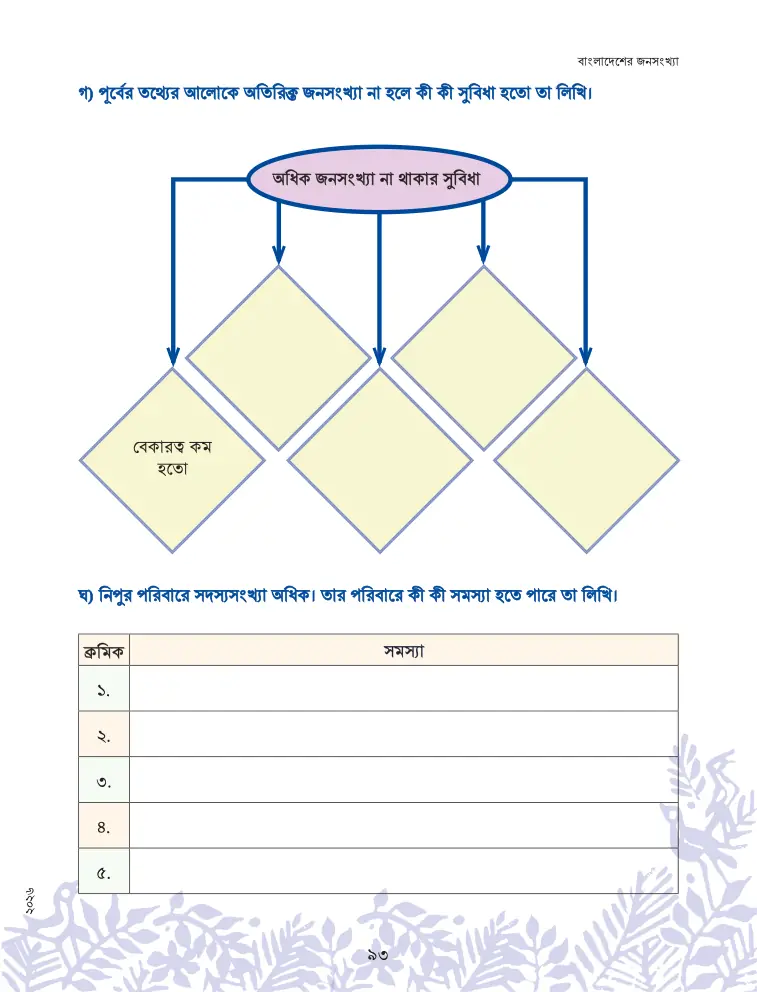 বাংলাদেশের জনসংখ্যা
গ) পূর্বের তথ্যের আলোকে অতিরিক্ত জনসংখ্যা না হলে কী কী সুবিধা হতো তা লিখি।
অধিক জনসংখ্যা না থাকার সুবিধা
বেকারত্ব কম
হতো
ঘ) নিপুর পরিবারে সদস্যসংখ্যা অধিক। তার পরিবারে কী কী সমস্যা হতে পারে তা লিখি।
ক্রমিক সমস্যা
১.
২.
৩.
৪.
৫.
২০২৬
৯৩